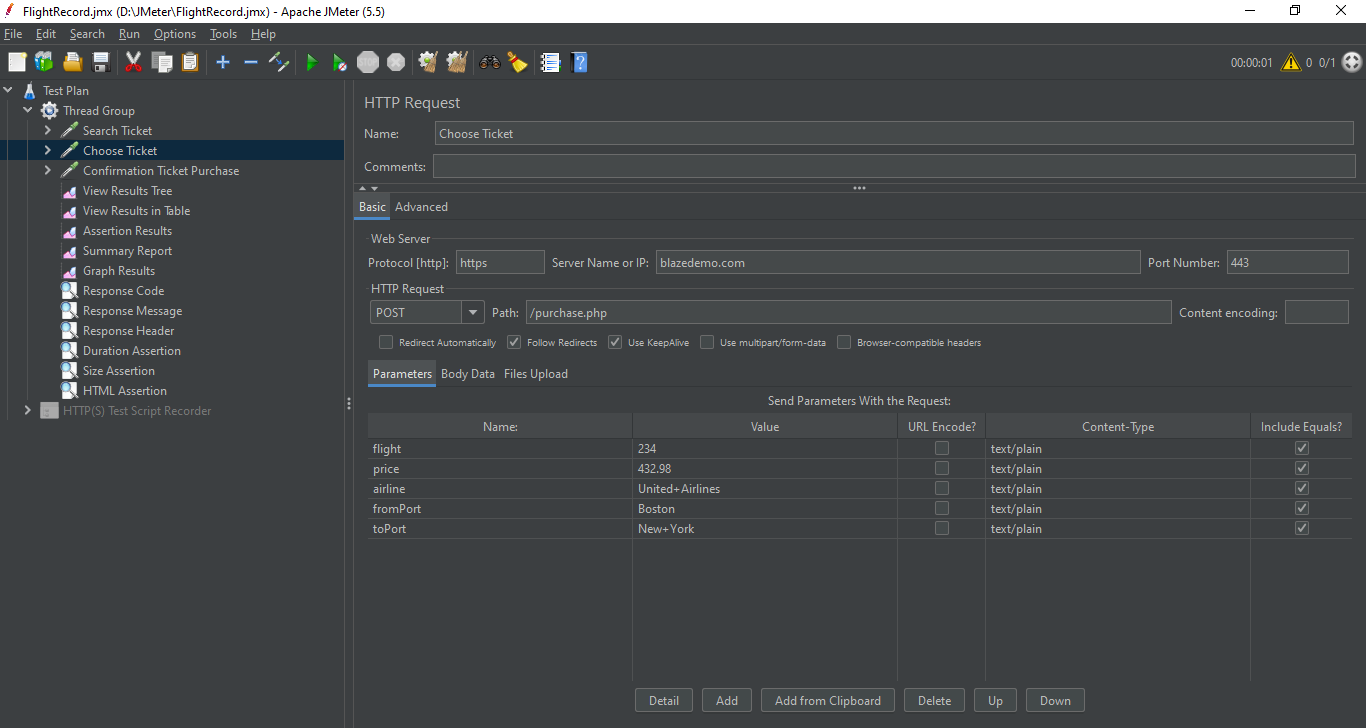 FlightRecord.jmx (D:\JMeter\FlightRecord.jmx) - Apache JMeter (5.5)
File Edit Search Run Options Tools Help
STOP 00:00:01 0 0/1
Test Plan
Thread Group
Search Ticket
Choose Ticket
Confirmation Ticket Purchase
View Results Tree
View Results in Table
Assertion Results
Summary Report
Graph Results
Response Code
Response Message
Response Header
Duration Assertion
Size Assertion
HTML Assertion
HTTP(S) Test Script Recorder
HTTP Request
Name: Choose Ticket
Comments:
Basic Advanced
Web Server
Protocol [http]: https Server Name or IP: blazedemo.com Port Number: 443
HTTP Request
POST Path: /purchase.php Content encoding:
Redirect Automatically Follow Redirects Use KeepAlive Use multipart/form-data Browser-compatible headers
Parameters Body Data Files Upload
Send Parameters With the Request:
Name: Value URL Encode? Content-Type Include Equals?
flight 234 text/plain
price 432.98 text/plain
airline United+Airlines text/plain
fromPort Boston text/plain
toPort New+York text/plain
Detail Add Add from Clipboard Delete Up Down